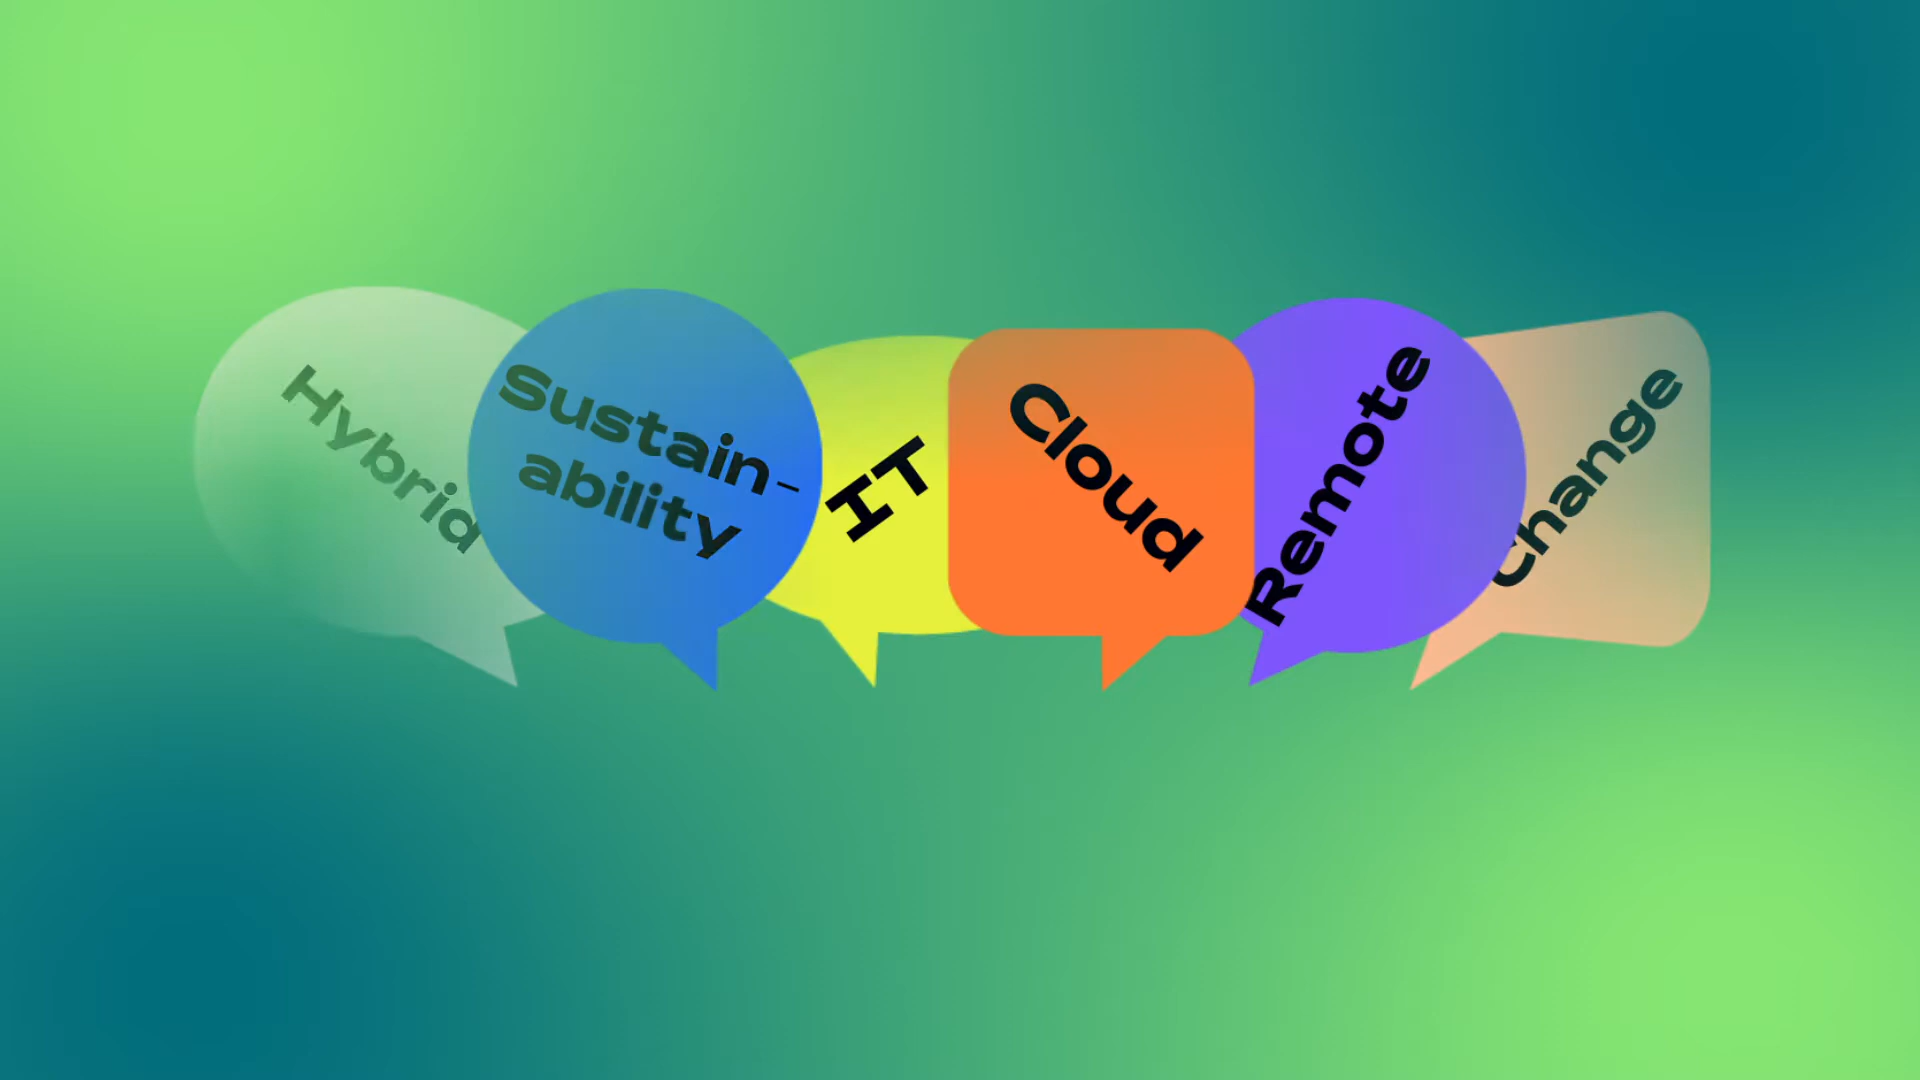 Hybrid
Sustain-
ability
IT
Cloud
Remote
Change